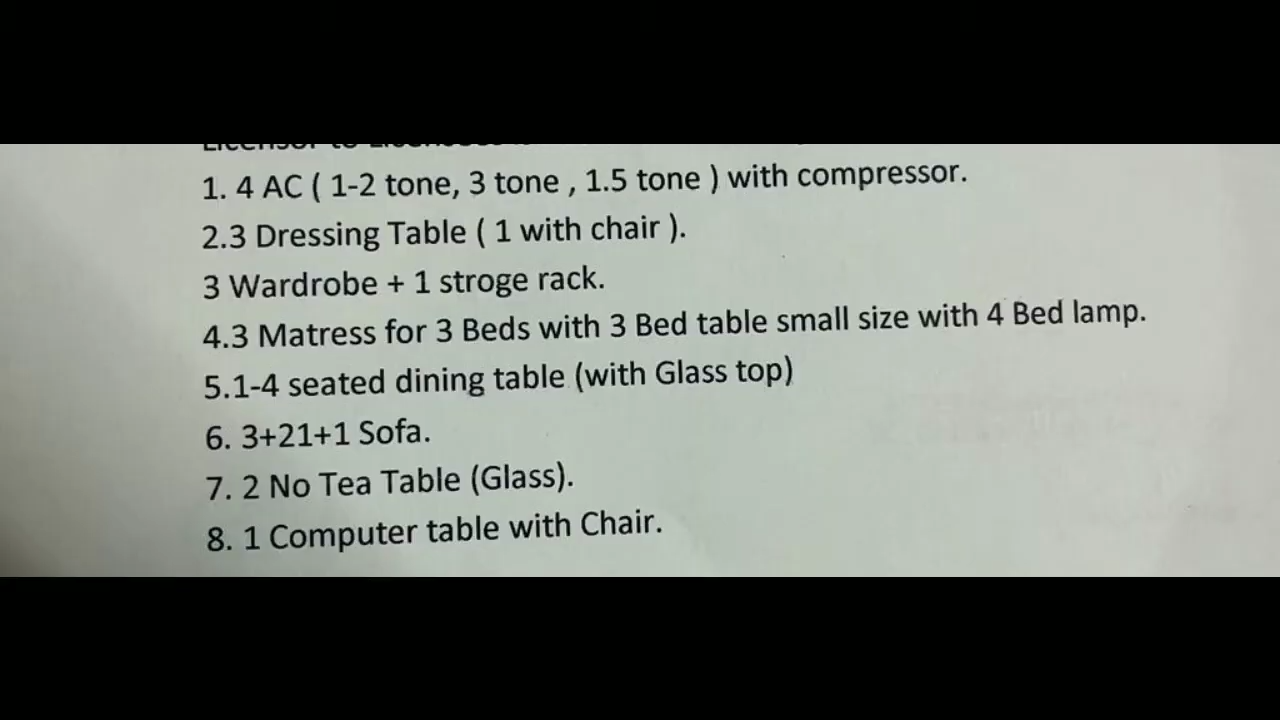 1. 4 AC ( 1-2 tone, 3 tone , 1.5 tone ) with compressor.
2.3 Dressing Table ( 1 with chair ).
3 Wardrobe + 1 stroge rack.
4.3 Matress for 3 Beds with 3 Bed table small size with 4 Bed lamp.
5.1-4 seated dining table (with Glass top)
6. 3+21+1 Sofa.
7. 2 No Tea Table (Glass).
8. 1 Computer table with Chair.